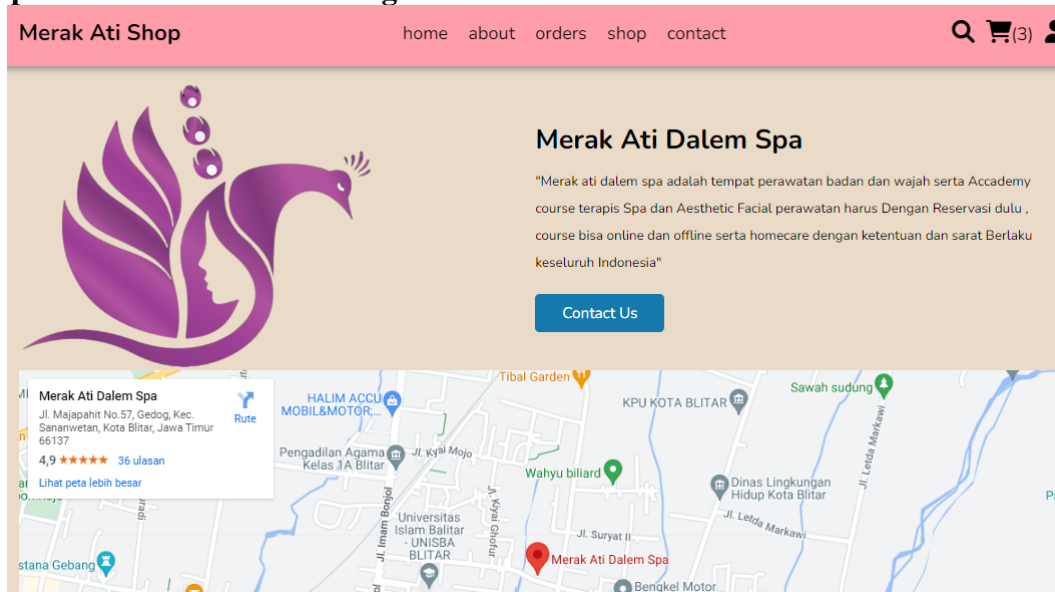 Merak Ati Shop
home about orders shop contact
(3)
Merak Ati Dalem Spa
"Merak ati dalem spa adalah tempat perawatan badan dan wajah serta Accademy
course terapis Spa dan Aesthetic Facial perawatan harus Dengan Reservasi dulu ,
course bisa online dan offline serta homecare dengan ketentuan dan sarat Berlaku
keseluruh Indonesia"
Contact Us
Merak Ati Dalem Spa
Jl. Majapahit No.57, Gedog, Kec.
Sananwetan, Kota Blitar, Jawa Timur
66137
4,9 ★★★★★ 36 ulasan
Lihat peta lebih besar
Rute
Tibal Garden
HALIM ACCU
MOBIL&MOTOR,...
KPU KOTA BLITAR
Sawah sudung
Pengadilan Agama
Kelas 1A Blitar
Jl. Kyai Mojo
Jl. Letda Markawi
Wahyu biliard
Dinas Lingkungan
Hidup Kota Blitar
Jl. Imam Bonjol
Jl. Kyai Ghofur
Universitas
Islam Balitar
- UNISBA
BLITAR
Jl. Letda Markawi
Jl. Suryat II
Merak Ati Dalem Spa
stana Gebang
Bengkel Motor